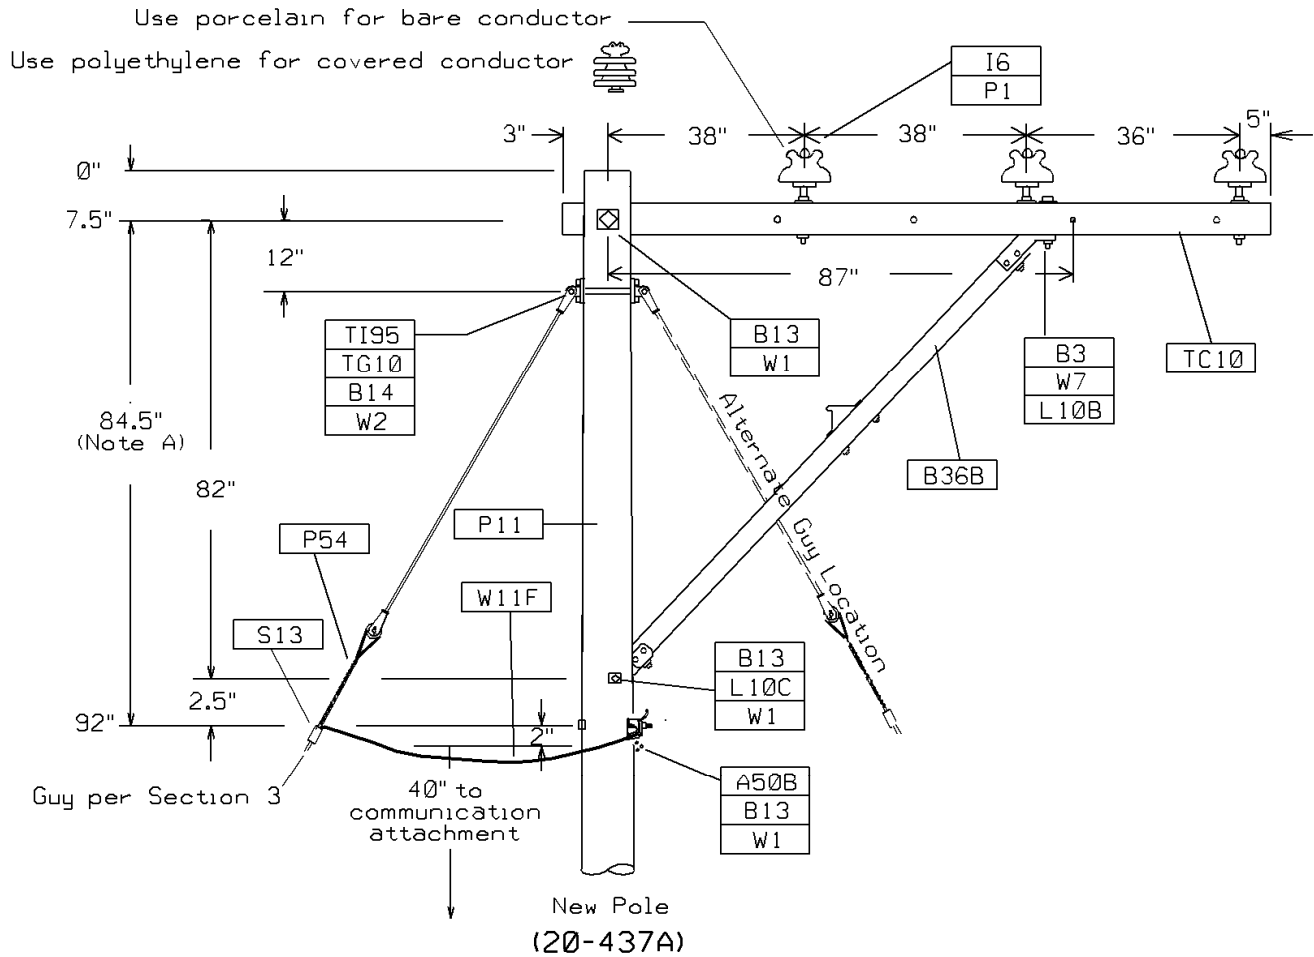 Use porcelain for bare conductor
Use polyethylene for covered conductor
I6
P1
3"
38"
38"
36"
5"
0"
7.5"
12"
87"
TI95
TG10
B14
W2
B13
W1
B3
W7
L10B
TC10
84.5"
(Note A)
82"
Alternate Guy Location
B36B
P11
P54
W11F
S13
B13
L10C
W1
2.5"
92"
2"
A50B
B13
W1
Guy per Section 3
40" to
communication
attachment
New Pole
(20-437A)